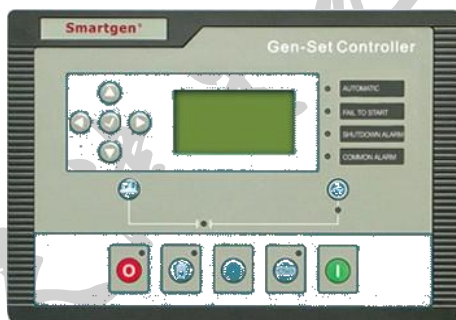 Smartgen®
Gen-Set Controller
AUTOMATIC
FAIL TO START
SHUTDOWN ALARM
COMMON ALARM
O
I